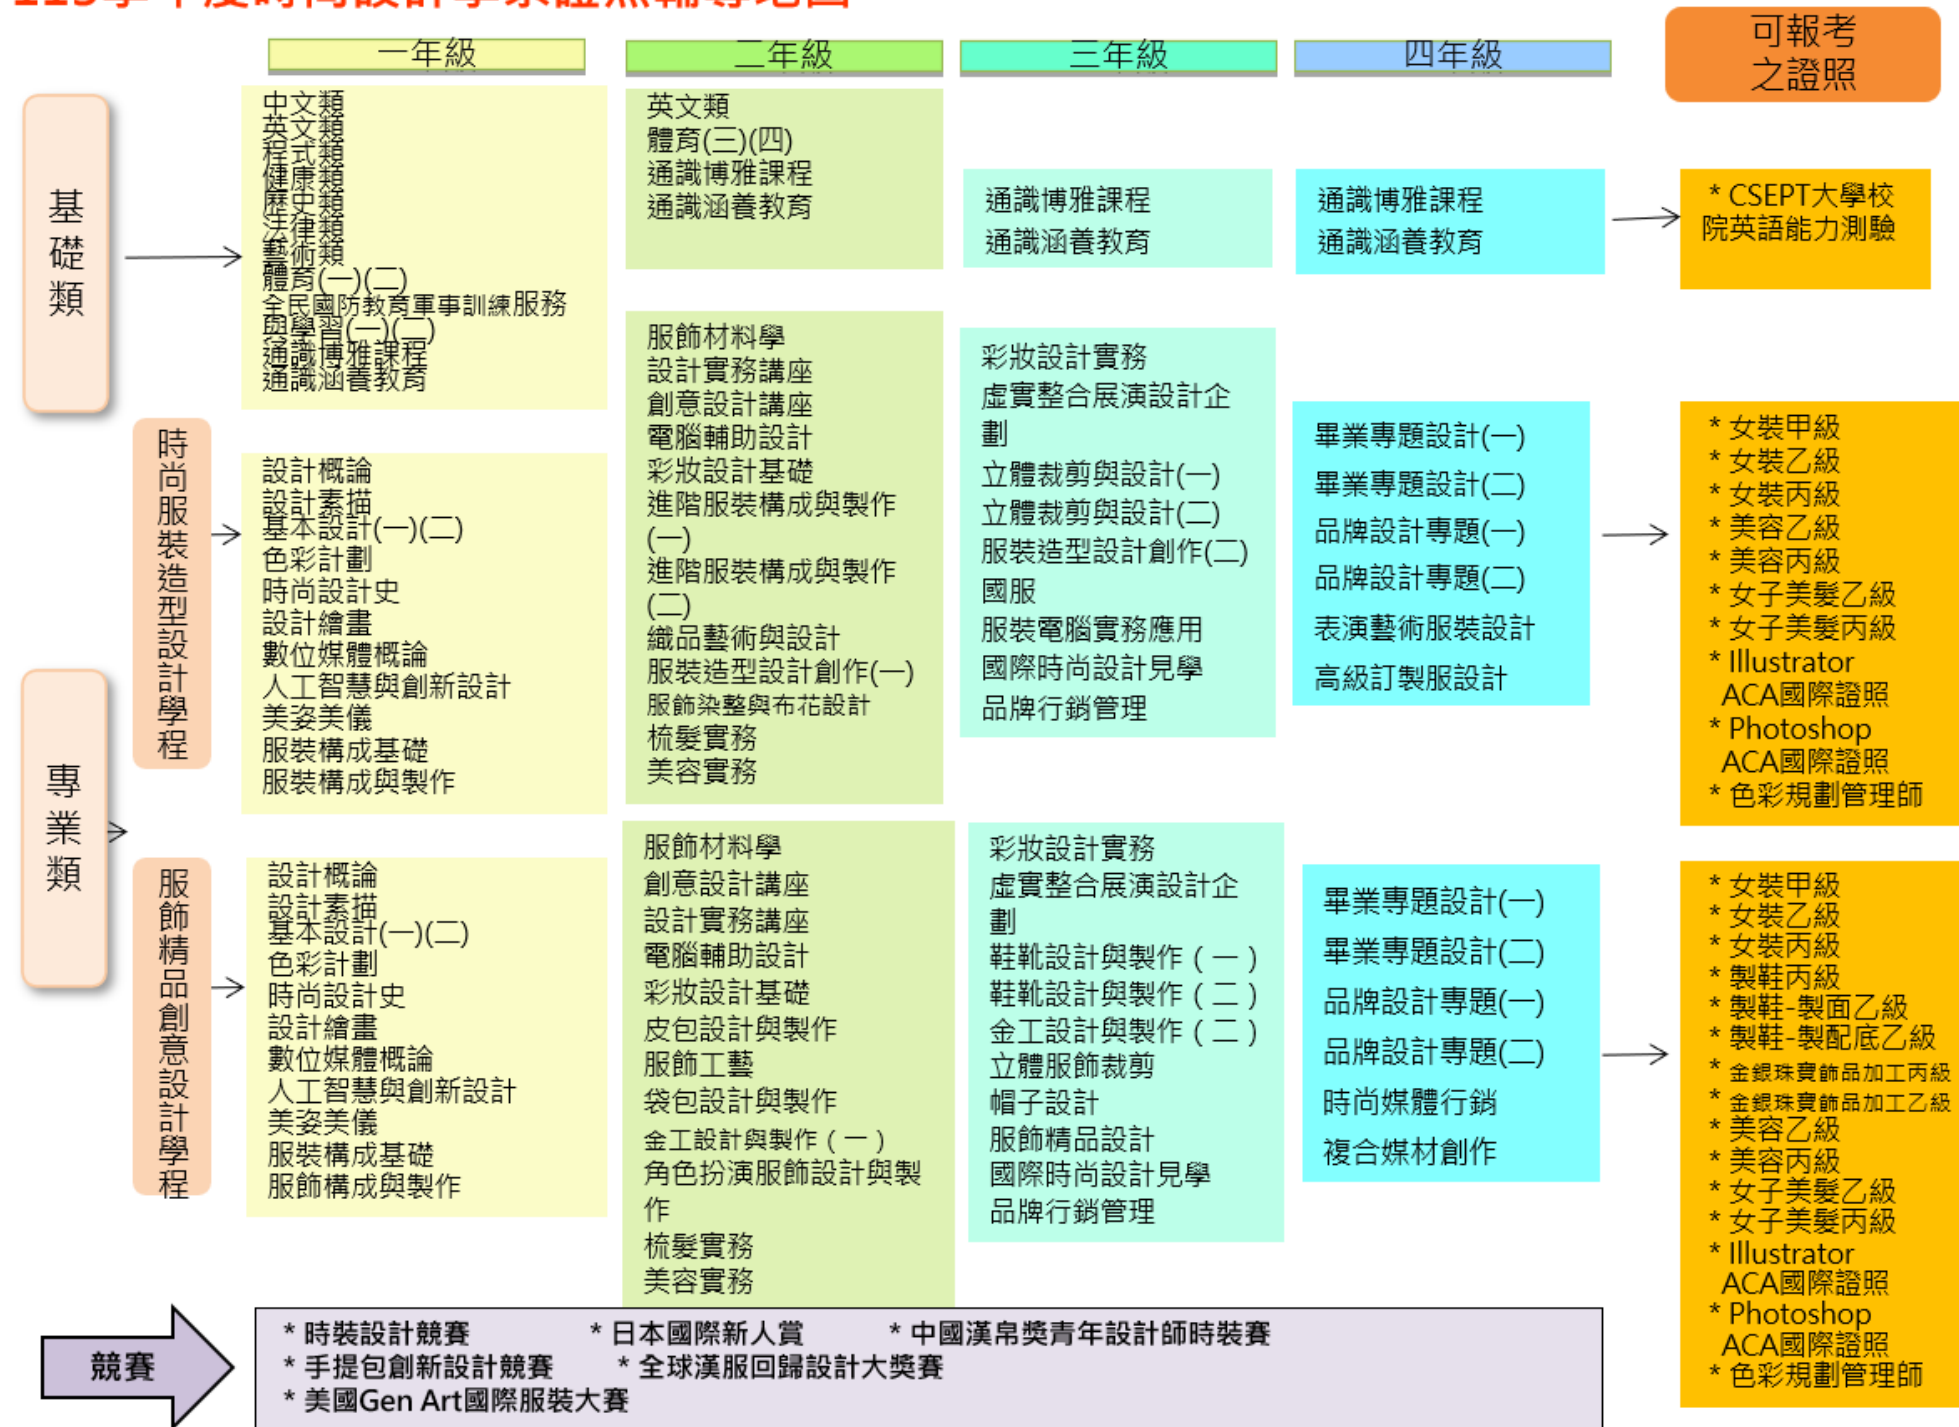 115學年度時尚設計學系證照輔導地圖
一年級
二年級
三年級
四年級
可報考
之證照
基礎類
中文類
英文類
程式類
健康類
歷史類
法律類
藝術類
體育(一)(二)
全民國防教育軍事訓練服務
與學習(一)(二)
通識博雅課程
通識涵養教育
英文類
體育(三)(四)
通識博雅課程
通識涵養教育
通識博雅課程
通識涵養教育
通識博雅課程
通識涵養教育
* CSEPT大學校
院英語能力測驗
專業類
時尚服裝造型設計學程
設計概論
設計素描
基本設計(一)(二)
色彩計劃
時尚設計史
設計繪畫
數位媒體概論
人工智慧與創新設計
美姿美儀
服裝構成基礎
服裝構成與製作
服飾材料學
設計實務講座
創意設計講座
電腦輔助設計
彩妝設計基礎
進階服裝構成與製作
(一)
進階服裝構成與製作
(二)
織品藝術與設計
服裝造型設計創作(一)
服飾染整與布花設計
梳髮實務
美容實務
彩妝設計實務
虛實整合展演設計企
劃
立體裁剪與設計(一)
立體裁剪與設計(二)
服裝造型設計創作(二)
國服
服裝電腦實務應用
國際時尚設計見學
品牌行銷管理
畢業專題設計(一)
畢業專題設計(二)
品牌設計專題(一)
品牌設計專題(二)
表演藝術服裝設計
高級訂製服設計
* 女裝甲級
* 女裝乙級
* 女裝丙級
* 美容乙級
* 美容丙級
* 女子美髮乙級
* 女子美髮丙級
* Illustrator
ACA國際證照
* Photoshop
ACA國際證照
* 色彩規劃管理師
服飾精品創意設計學程
設計概論
設計素描
基本設計(一)(二)
色彩計劃
時尚設計史
設計繪畫
數位媒體概論
人工智慧與創新設計
美姿美儀
服裝構成基礎
服飾構成與製作
服飾材料學
創意設計講座
設計實務講座
電腦輔助設計
彩妝設計基礎
皮包設計與製作
服飾工藝
袋包設計與製作
金工設計與製作（一）
角色扮演服飾設計與製
作
梳髮實務
美容實務
彩妝設計實務
虛實整合展演設計企
劃
鞋靴設計與製作（一）
鞋靴設計與製作（二）
金工設計與製作（二）
立體服飾裁剪
帽子設計
服飾精品設計
國際時尚設計見學
品牌行銷管理
畢業專題設計(一)
畢業專題設計(二)
品牌設計專題(一)
品牌設計專題(二)
時尚媒體行銷
複合媒材創作
* 女裝甲級
* 女裝乙級
* 女裝丙級
* 製鞋丙級
* 製鞋-製面乙級
* 製鞋-製配底乙級
* 金銀珠寶飾品加工丙級
* 金銀珠寶飾品加工乙級
* 美容乙級
* 美容丙級
* 女子美髮乙級
* 女子美髮丙級
* Illustrator
ACA國際證照
* Photoshop
ACA國際證照
* 色彩規劃管理師
競賽
* 時裝設計競賽 * 日本國際新人賞 * 中國漢帛獎青年設計師時裝賽
* 手提包創新設計競賽 * 全球漢服回歸設計大獎賽
* 美國Gen Art國際服裝大賽